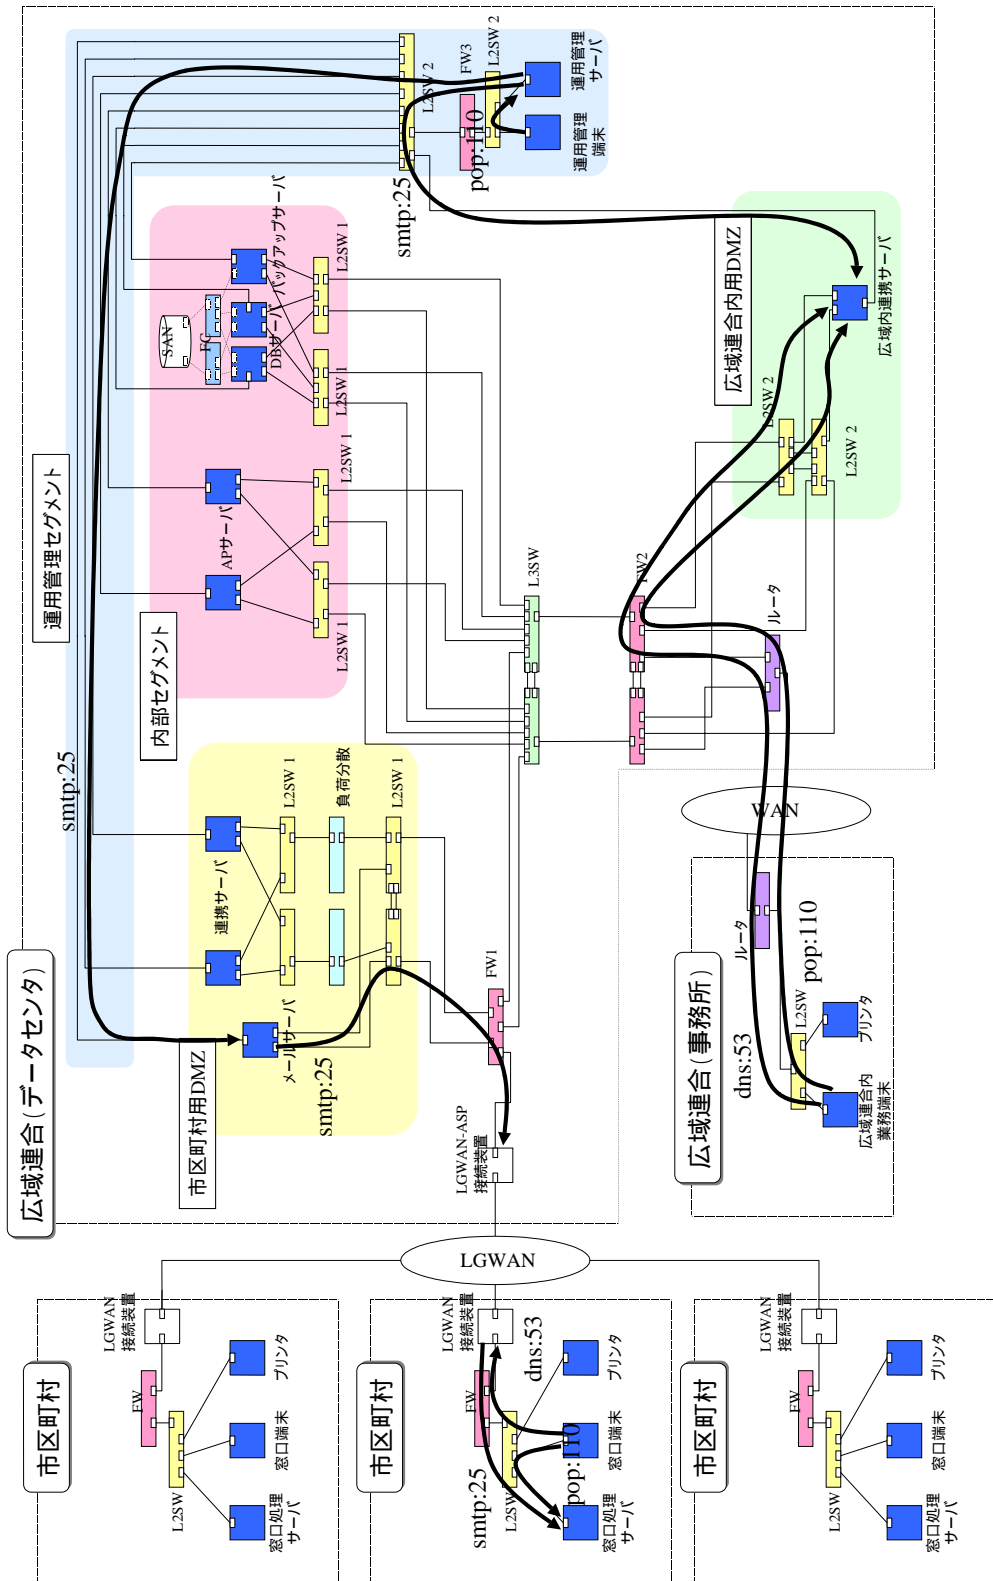 広域連合(データセンタ)
運用管理セグメント
smtp:25
市区町村用DMZ
メールサーバ
smtp:25
連携サーバ
L2SW 1
負荷分散
L2SW 1
内部セグメント
APサーバ
L2SW 1
L2SW 1
SAN
FC
DBサーバ
バックアップサーバ
L2SW 1
L2SW 1
L2SW 2
FW3
L2SW 2
運用管理
サーバ
運用管理
端末
pop:110
smtp:25
広域連合内用DMZ
広域内連携サーバ
L2SW 2
L2SW 2
L3SW
FW2
ルータ
FW1
LGWAN-ASP
接続装置
WAN
広域連合(事務所)
ルータ
L2SW
pop:110
dns:53
プリンタ
広域連合内
業務端末
LGWAN
市区町村
LGWAN
接続装置
FW
L2SW
プリンタ
窓口端末
窓口処理
サーバ
市区町村
LGWAN
接続装置
dns:53
FW
L2SW
smtp:25
pop:110
プリンタ
窓口端末
窓口処理
サーバ
市区町村
LGWAN
接続装置
FW
L2SW
プリンタ
窓口端末
窓口処理
サーバ